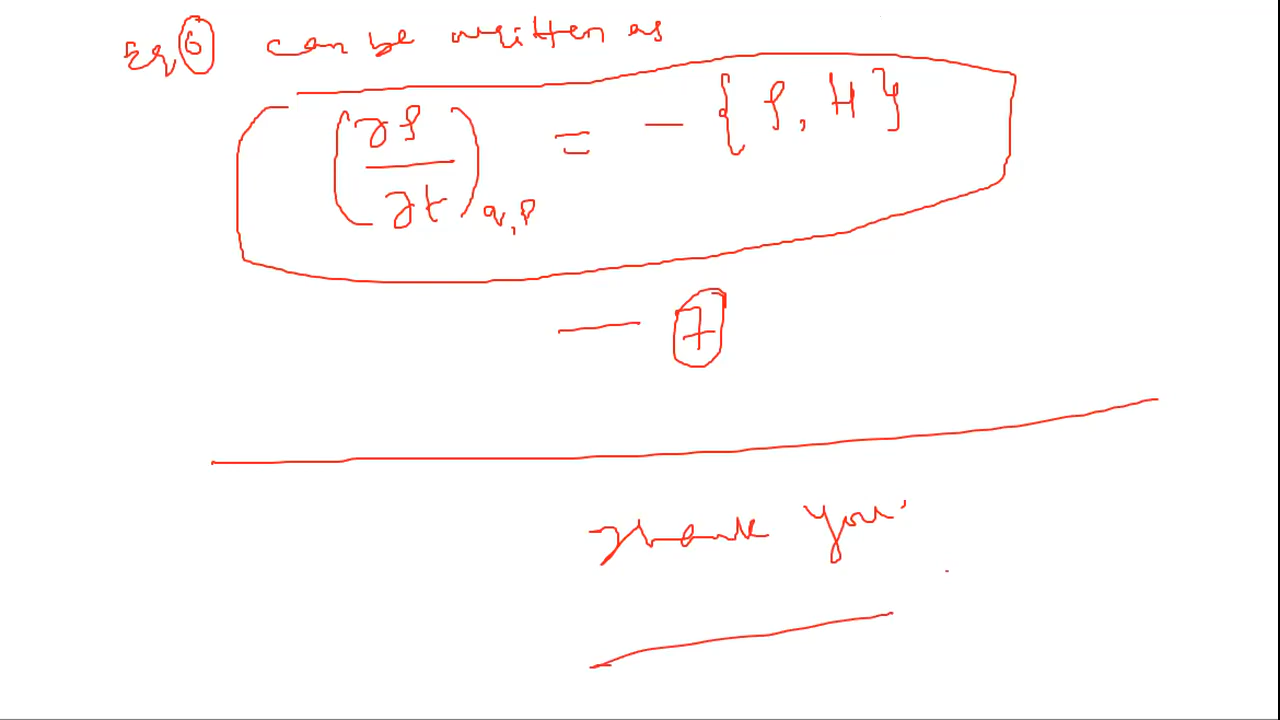 Eq (6) can be written as
(∂ρ/∂t)q,p = - {ρ, H}
— (7)
Thank you.